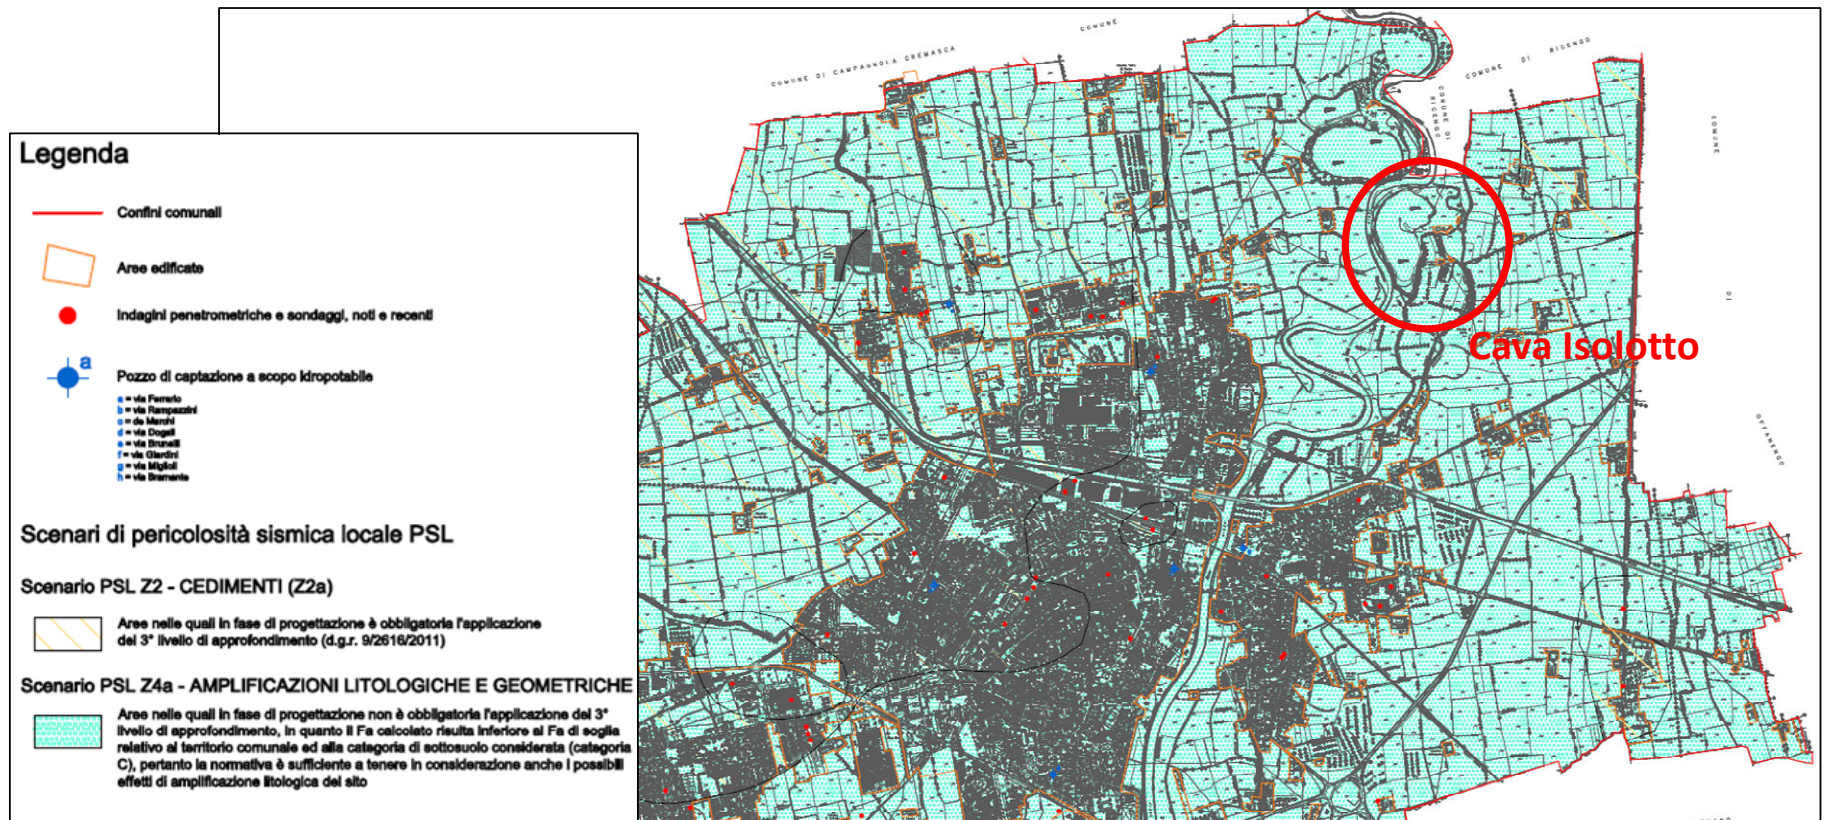 Legenda
Confini comunali
Aree edificate
Indagini penetrometriche e sondaggi, noti e recenti
a
Pozzo di captazione a scopo idropotabile
a = via Ferrario
b = via Rampazzini
c = de Marchi
d = via Dogali
e = via Brunelli
f = via Giardini
g = via Miglioli
h = via Bramante
Scenari di pericolosità sismica locale PSL
Scenario PSL Z2 - CEDIMENTI (Z2a)
Aree nelle quali in fase di progettazione è obbligatoria l'applicazione
del 3° livello di approfondimento (d.g.r. 9/2616/2011)
Scenario PSL Z4a - AMPLIFICAZIONI LITOLOGICHE E GEOMETRICHE
Aree nelle quali in fase di progettazione non è obbligatoria l'applicazione del 3°
livello di approfondimento, in quanto il Fa calcolato risulta inferiore al Fa di soglia
relativo al territorio comunale ed alla categoria di sottosuolo considerata (categoria
C), pertanto la normativa è sufficiente a tenere in considerazione anche i possibili
effetti di amplificazione litologica del sito
COMUNE DI CAMPAGNOLA CREMASCA
COMUNE
COMUNE DI RICENGO
COMUNE DI
RICENGO
COMUNE
DI
OFFANENGO
Cava Isolotto